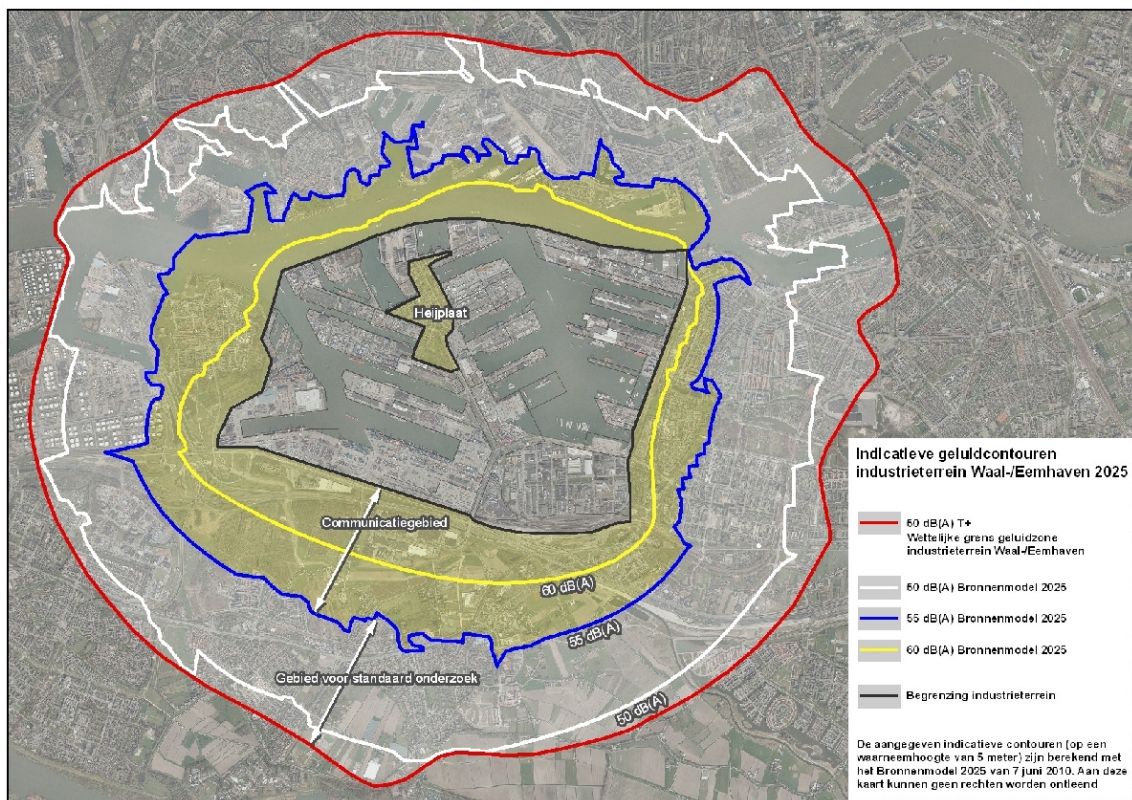 Heijplaat
Communicatiegebied
60 dB(A)
55 dB(A)
Gebied voor standaard onderzoek
50 dB(A)
Indicatieve geluidcontouren
industrieterrein Waal-/Eemhaven 2025
50 dB(A) T+
Wettelijke grens geluidzone
industrieterrein Waal-/Eemhaven
50 dB(A) Bronnenmodel 2025
55 dB(A) Bronnenmodel 2025
60 dB(A) Bronnenmodel 2025
Begrenzing industrieterrein
De aangegeven indicatieve contouren (op een
waarneemhoogte van 5 meter) zijn berekend met
het Bronnenmodel 2025 van 7 juni 2010. Aan deze
kaart kunnen geen rechten worden ontleend